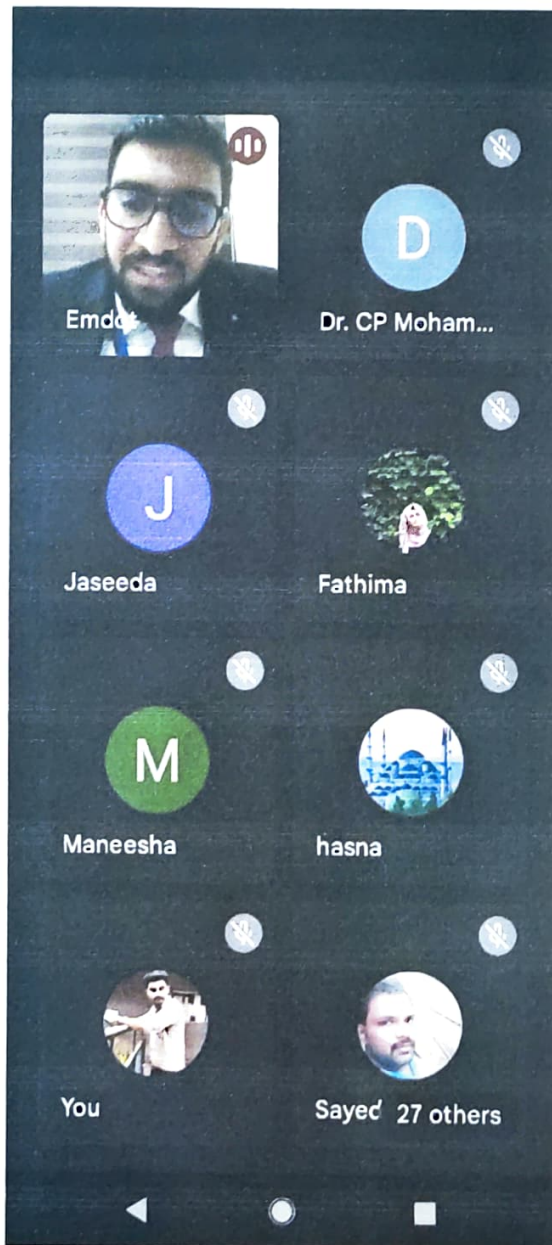 Emdot
D
Dr. CP Moham...
J
Jaseeda
Fathima
M
Maneesha
hasna
You
Sayed 27 others